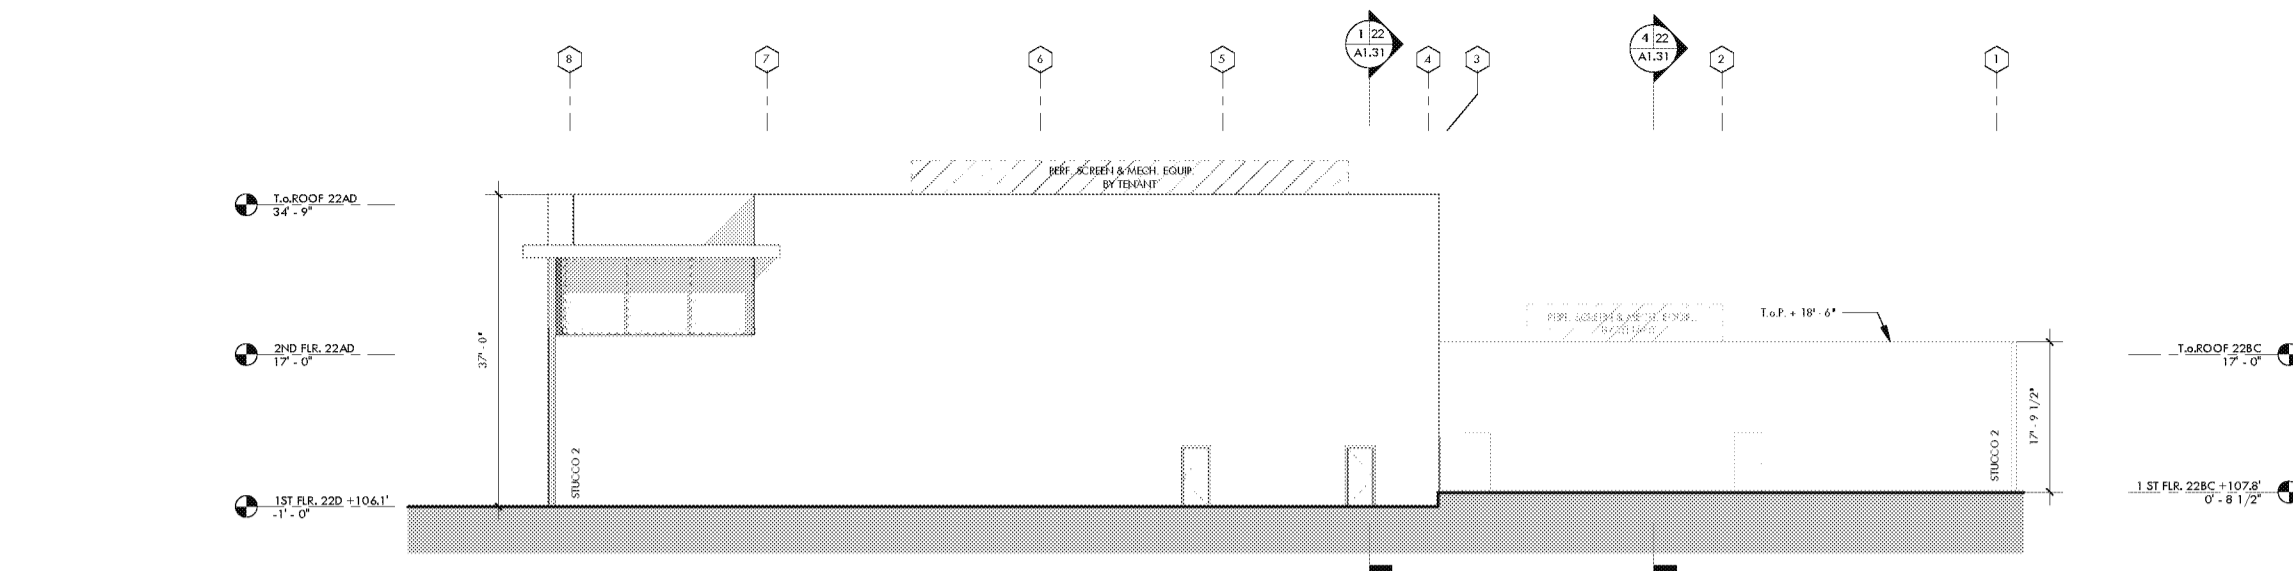 1 22
A1.31
4 22
A1.31
8
7
6
5
4
3
2
1
PERF. SCREEN & MECH. EQUIP.
BY TENANT
T.o.ROOF 22AD
34' - 9"
T.o.P. + 18' - 6"
2ND FLR. 22AD
17' - 0"
37' - 0"
T.o.ROOF 22BC
17' - 0"
17' - 9 1/2"
STUCCO 2
STUCCO 2
1ST FLR. 22D +106.1'
-1' - 0"
1 ST FLR. 22BC +107.8'
0' - 8 1/2"